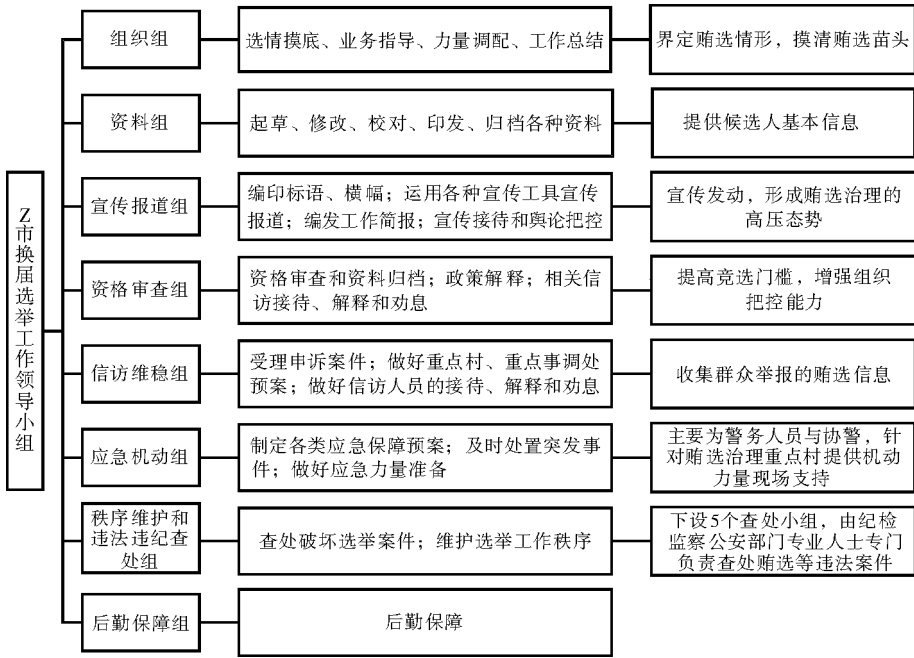 Z市换届选举工作领导小组
组织组
选情摸底、业务指导、力量调配、工作总结
界定贿选情形，摸清贿选苗头
资料组
起草、修改、校对、印发、归档各种资料
提供候选人基本信息
宣传报道组
编印标语、横幅；运用各种宣传工具宣传
报道；编发工作简报；宣传接待和舆论把控
宣传发动，形成贿选治理的
高压态势
资格审查组
资格审查和资料归档；政策解释；相关信
访接待、解释和劝息
提高竞选门槛，增强组织
把控能力
信访维稳组
受理申诉案件；做好重点村、重点事调处
预案；做好信访人员的接待、解释和劝息
收集群众举报的贿选信息
应急机动组
制定各类应急保障预案；及时处置突发事
件；做好应急力量准备
主要为警务人员与协警，针
对贿选治理重点村提供机动
力量现场支持
秩序维护和
违法违纪查
处组
查处破坏选举案件；维护选举工作秩序
下设5个查处小组，由纪检
监察公安部门专业人士专门
负责查处贿选等违法案件
后勤保障组
后勤保障